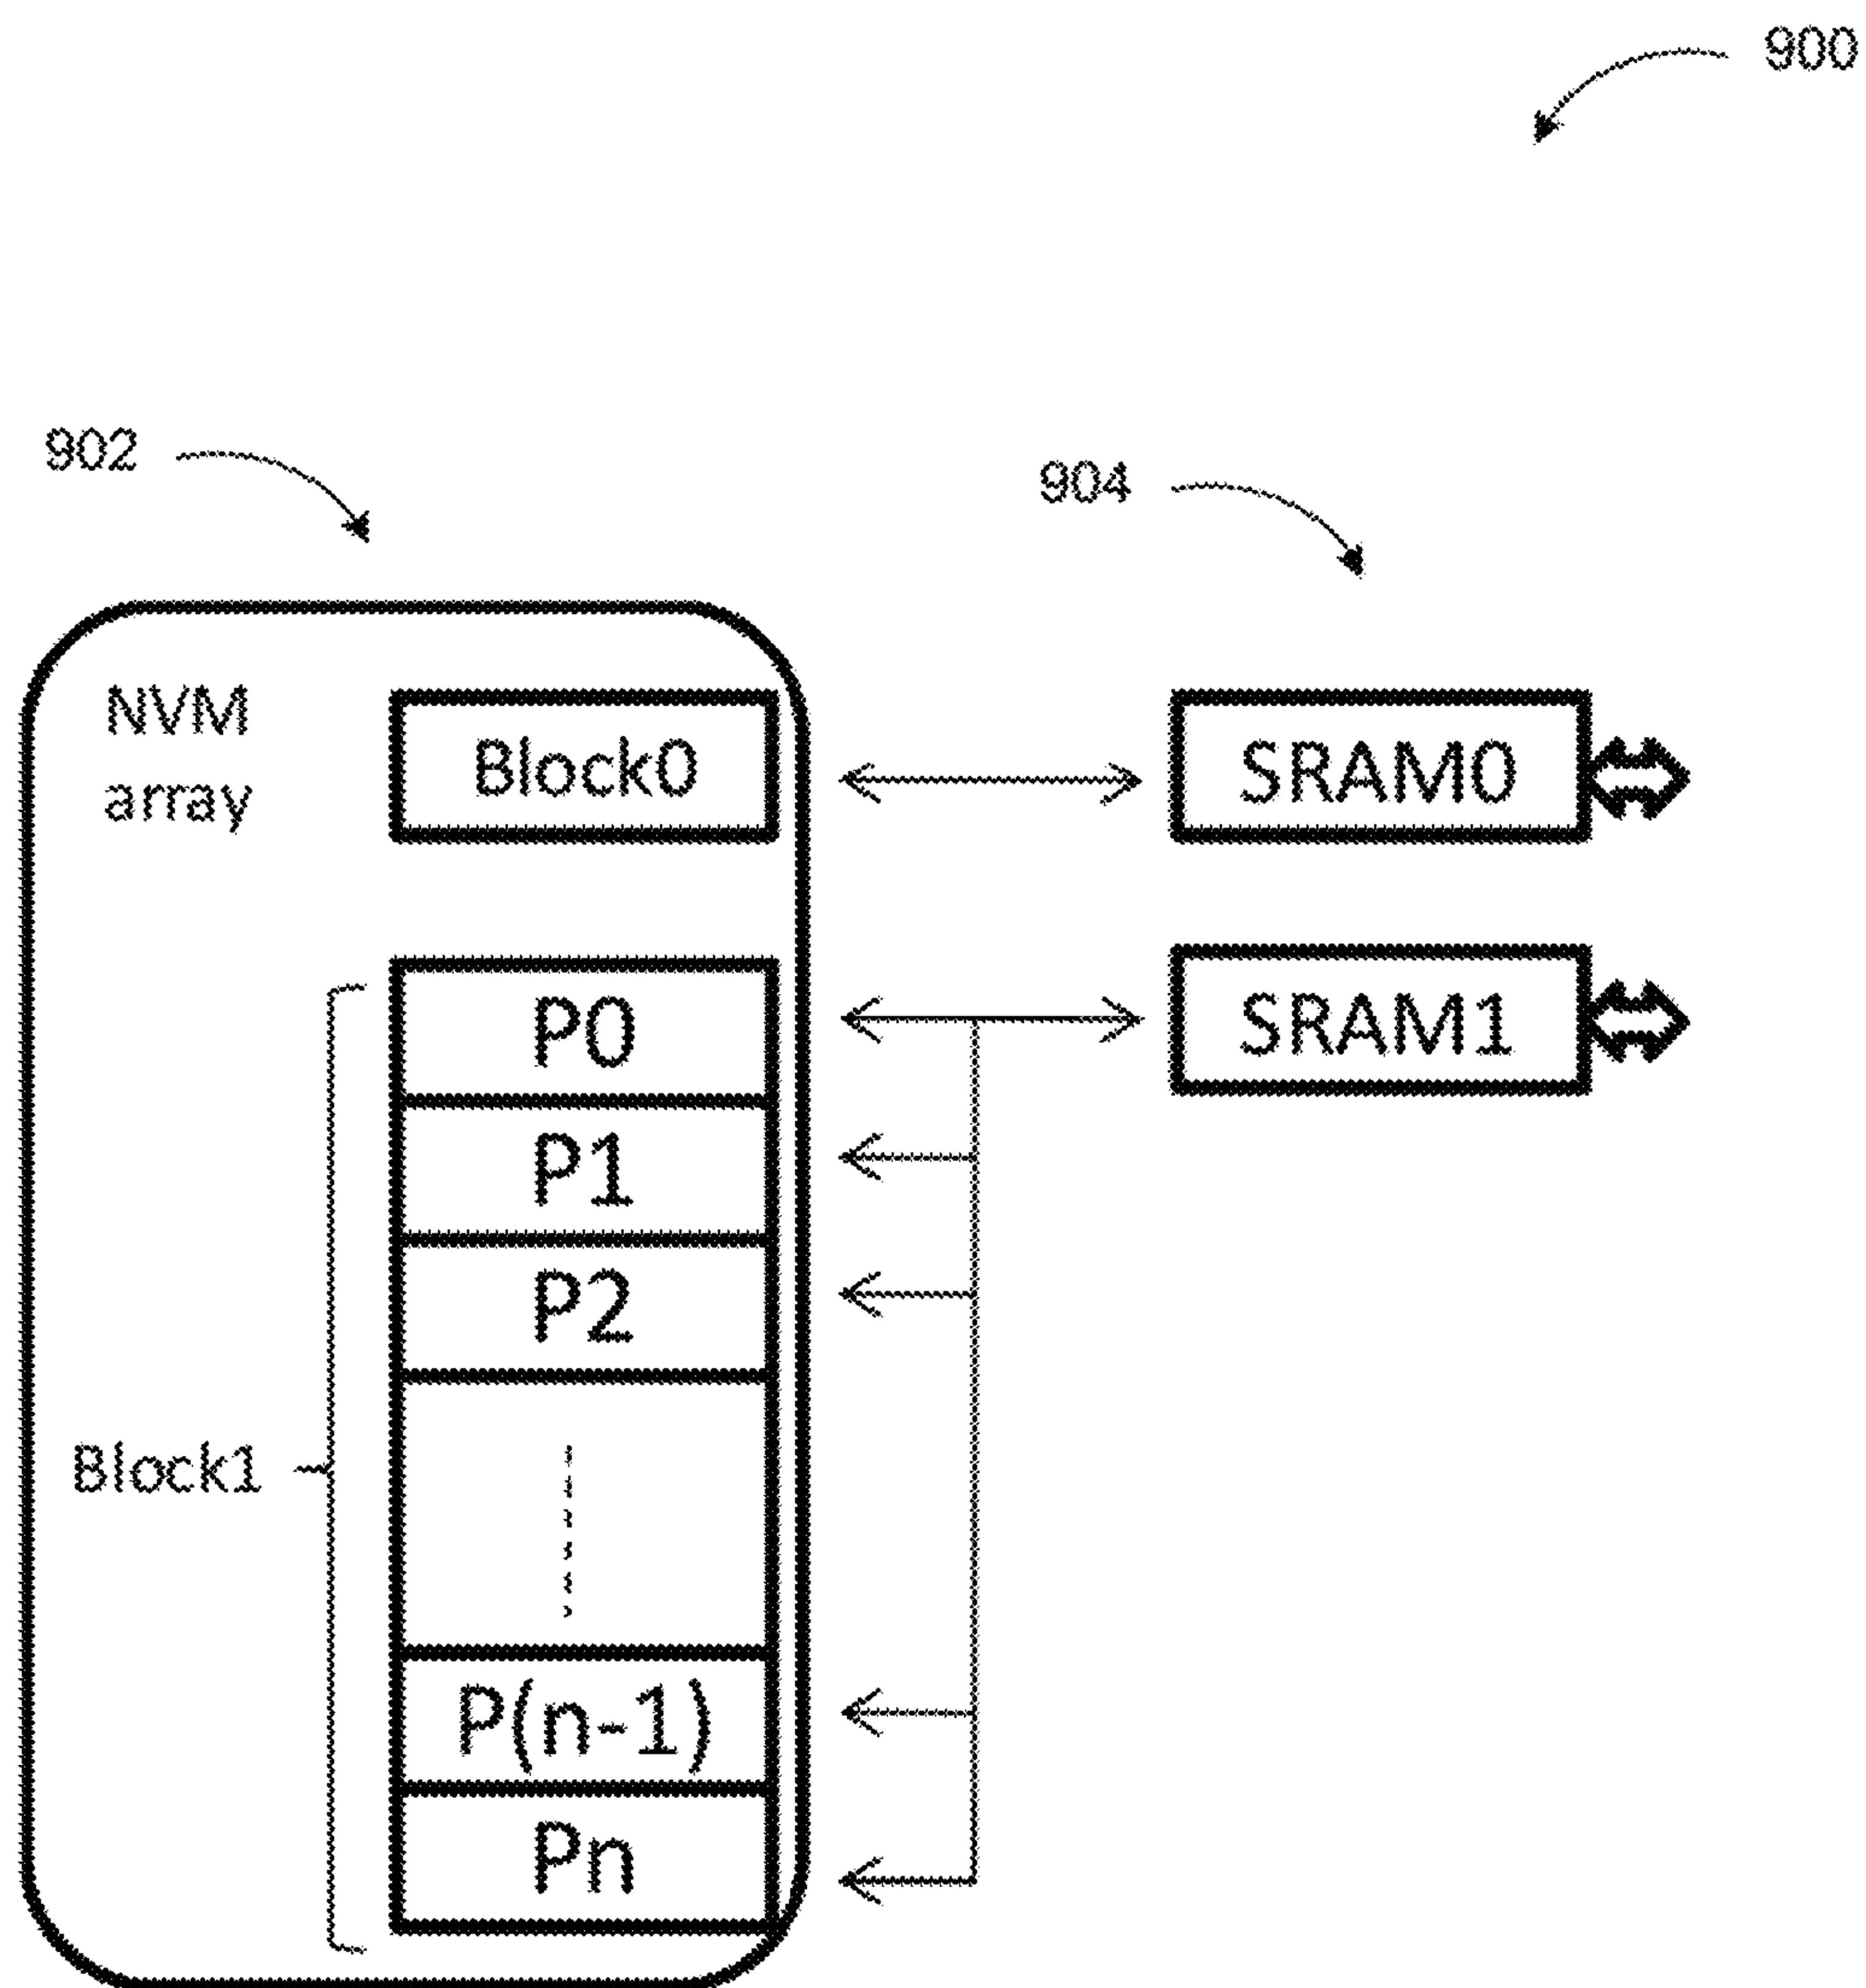 900
902
904
NVM
array
Block0
SRAM0
P0
SRAM1
P1
P2
Block1
P(n-1)
Pn